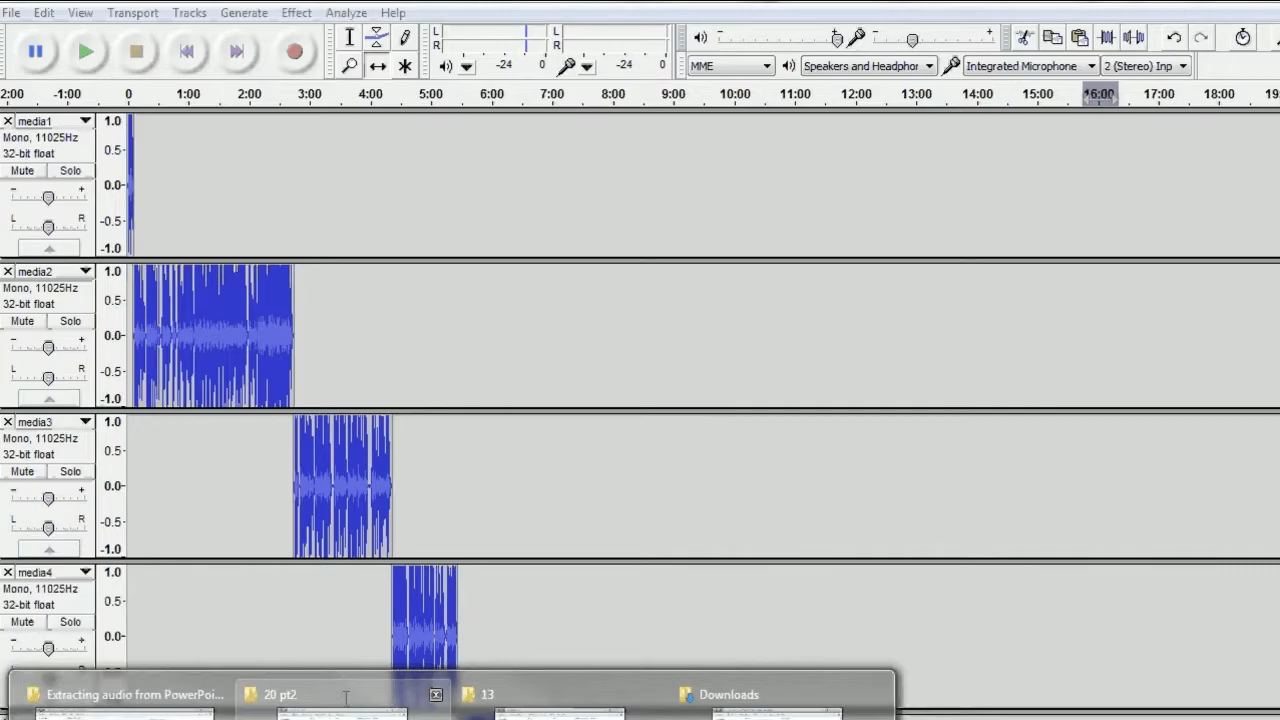 File Edit View Transport Tracks Generate Effect Analyze Help
L L
R R
-24 0 -24 0
MME Speakers and Headphor Integrated Microphone 2 (Stereo) Inp
2:00 -1:00 0 1:00 2:00 3:00 4:00 5:00 6:00 7:00 8:00 9:00 10:00 11:00 12:00 13:00 14:00 15:00 16:00 17:00 18:00 19:
media1 1.0
Mono, 11025Hz
32-bit float 0.5
Mute Solo
- + 0.0
L R -0.5
-1.0
media2 1.0
Mono, 11025Hz
32-bit float 0.5
Mute Solo
- + 0.0
L R -0.5
-1.0
media3 1.0
Mono, 11025Hz
32-bit float 0.5
Mute Solo
- + 0.0
L R -0.5
-1.0
media4 1.0
Mono, 11025Hz
32-bit float 0.5
Mute Solo
- + 0.0
Extracting audio from PowerPoi... 20 pt2 13 Downloads